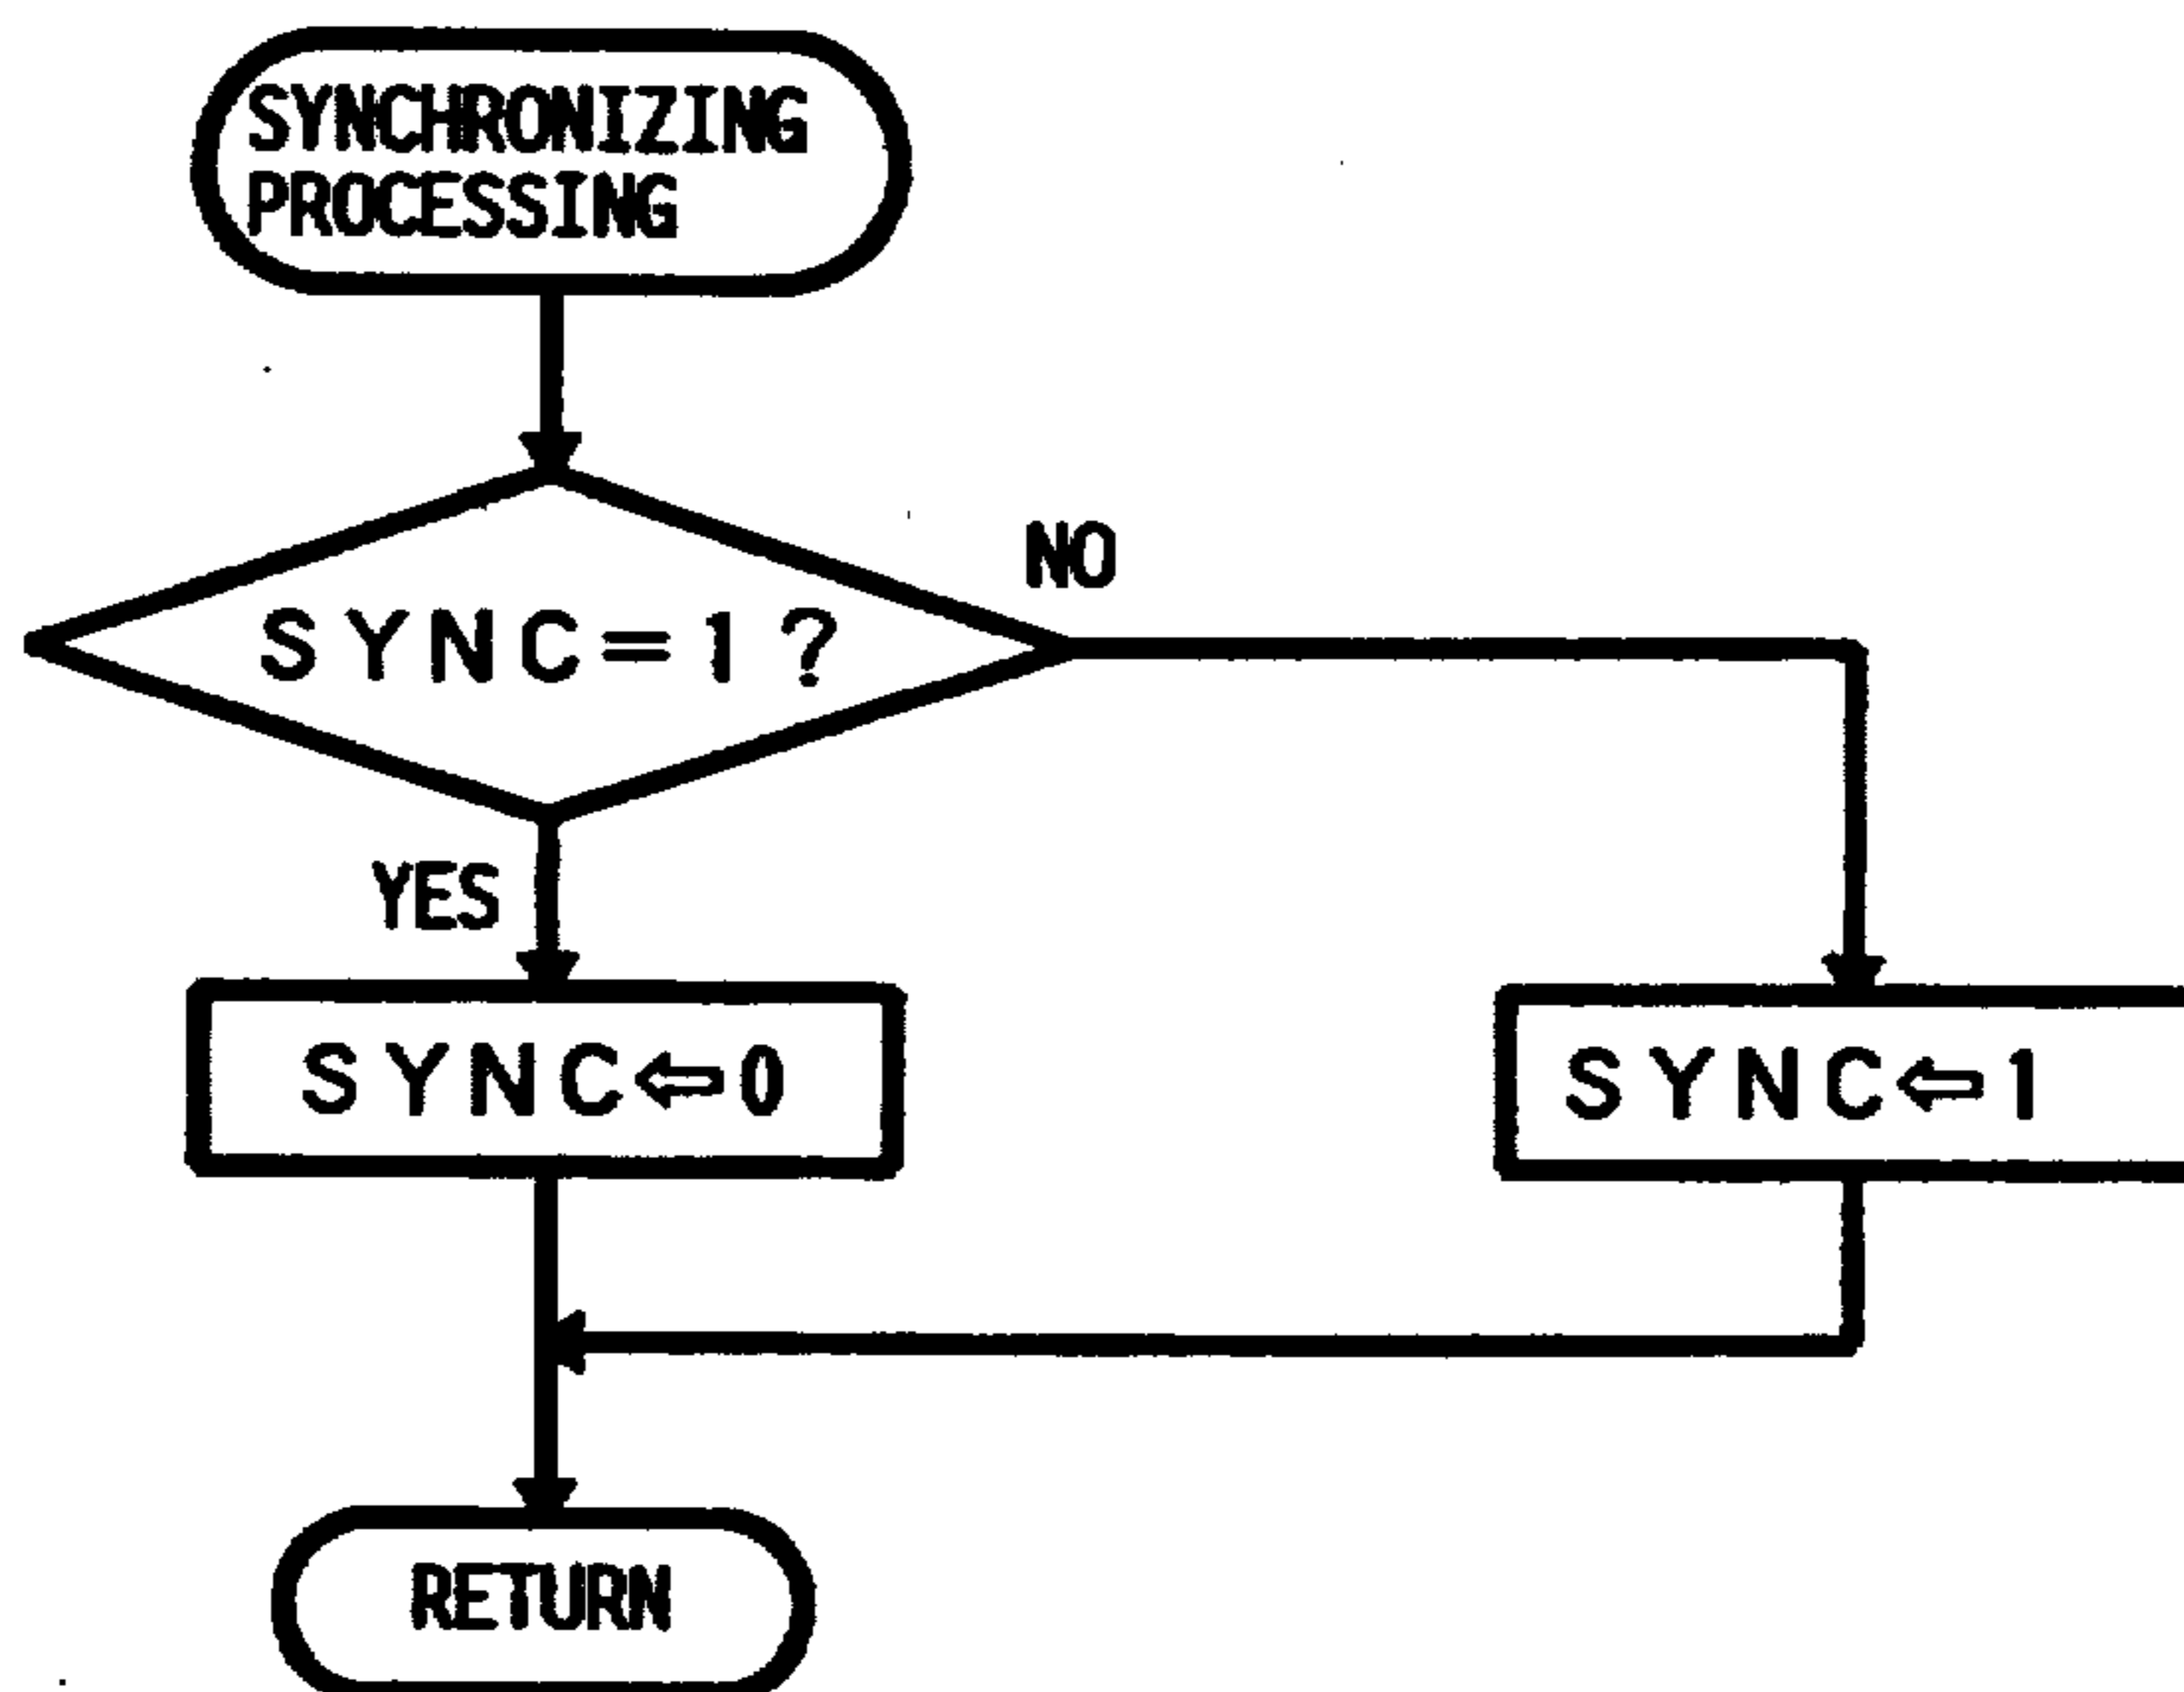 SYNCHRONIZING
PROCESSING
NO
SYNC=1?
YES
SYNC⇦0
SYNC⇦1
RETURN